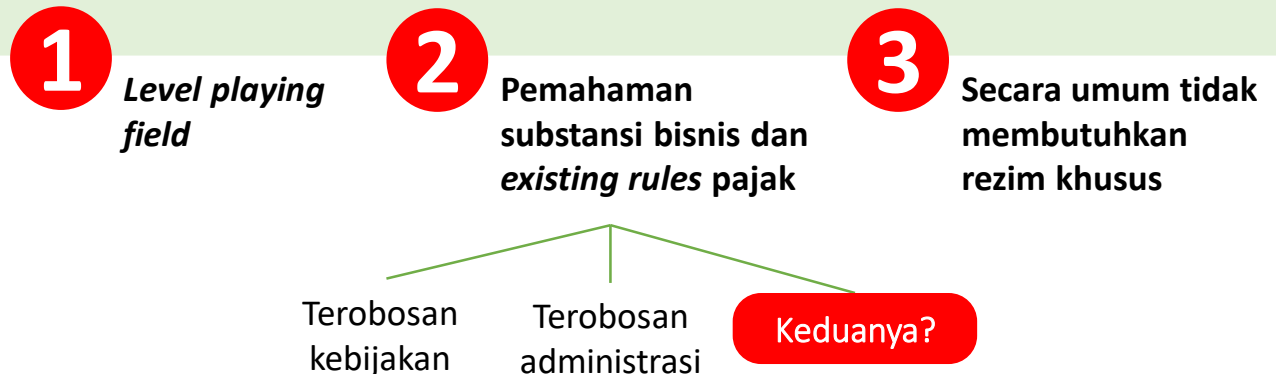 1
Level playing
field
2
Pemahaman
substansi bisnis dan
existing rules pajak
3
Secara umum tidak
membutuhkan
rezim khusus
Terobosan
kebijakan
Terobosan
administrasi
Keduanya?